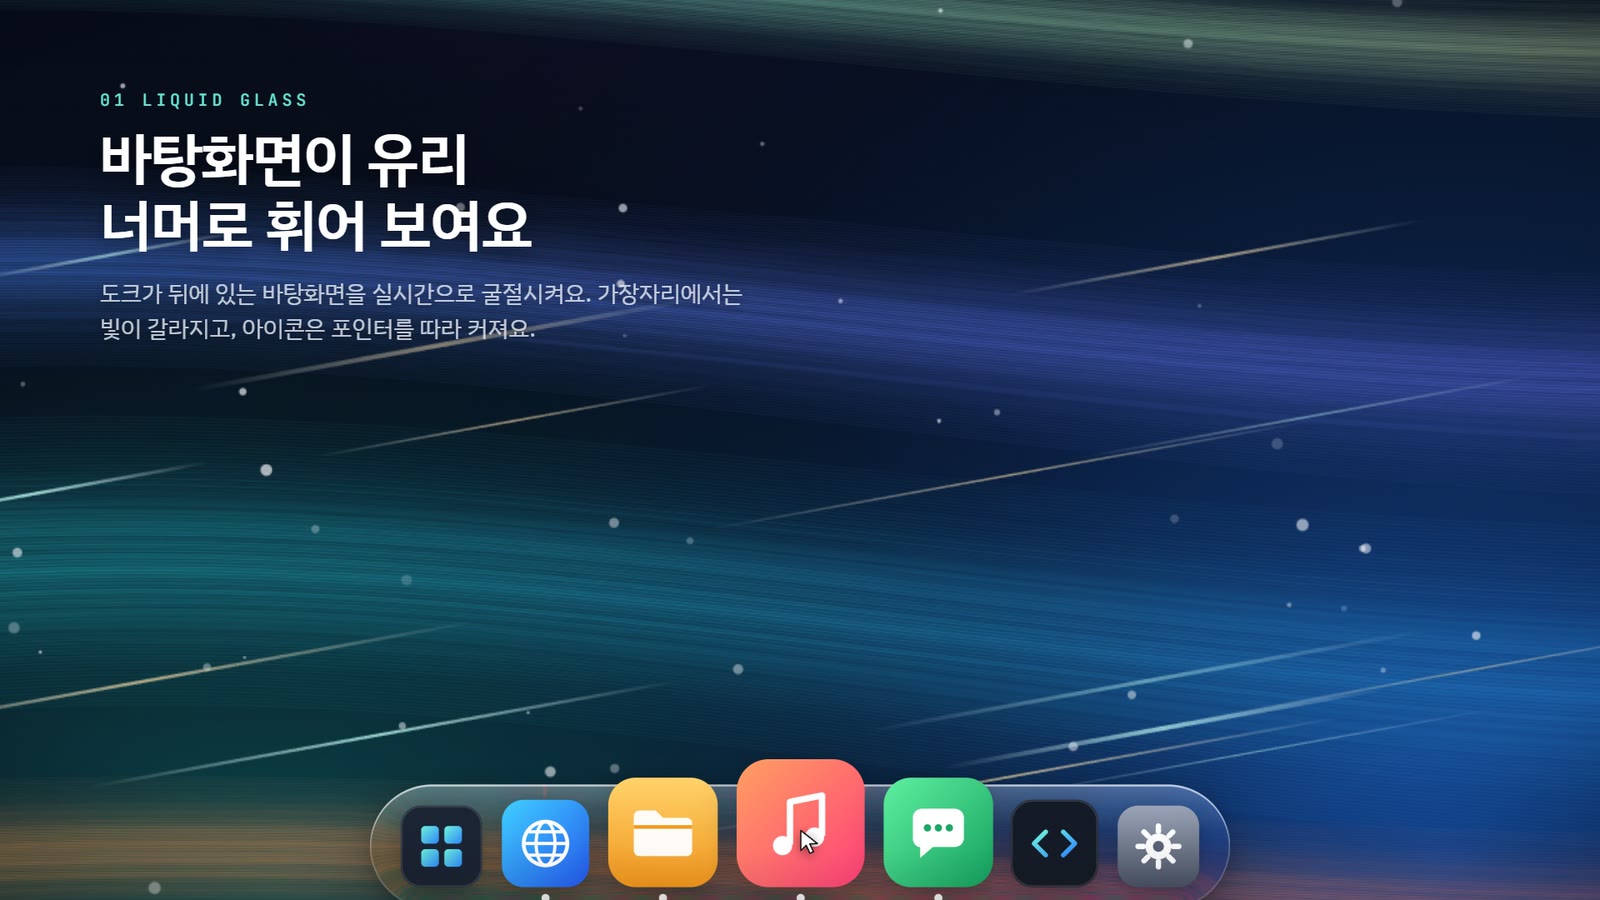 01 LIQUID GLASS
바탕화면이 유리
너머로 휘어 보여요
도크가 뒤에 있는 바탕화면을 실시간으로 굴절시켜요. 가장자리에서는
빛이 갈라지고, 아이콘은 포인터를 따라 커져요.